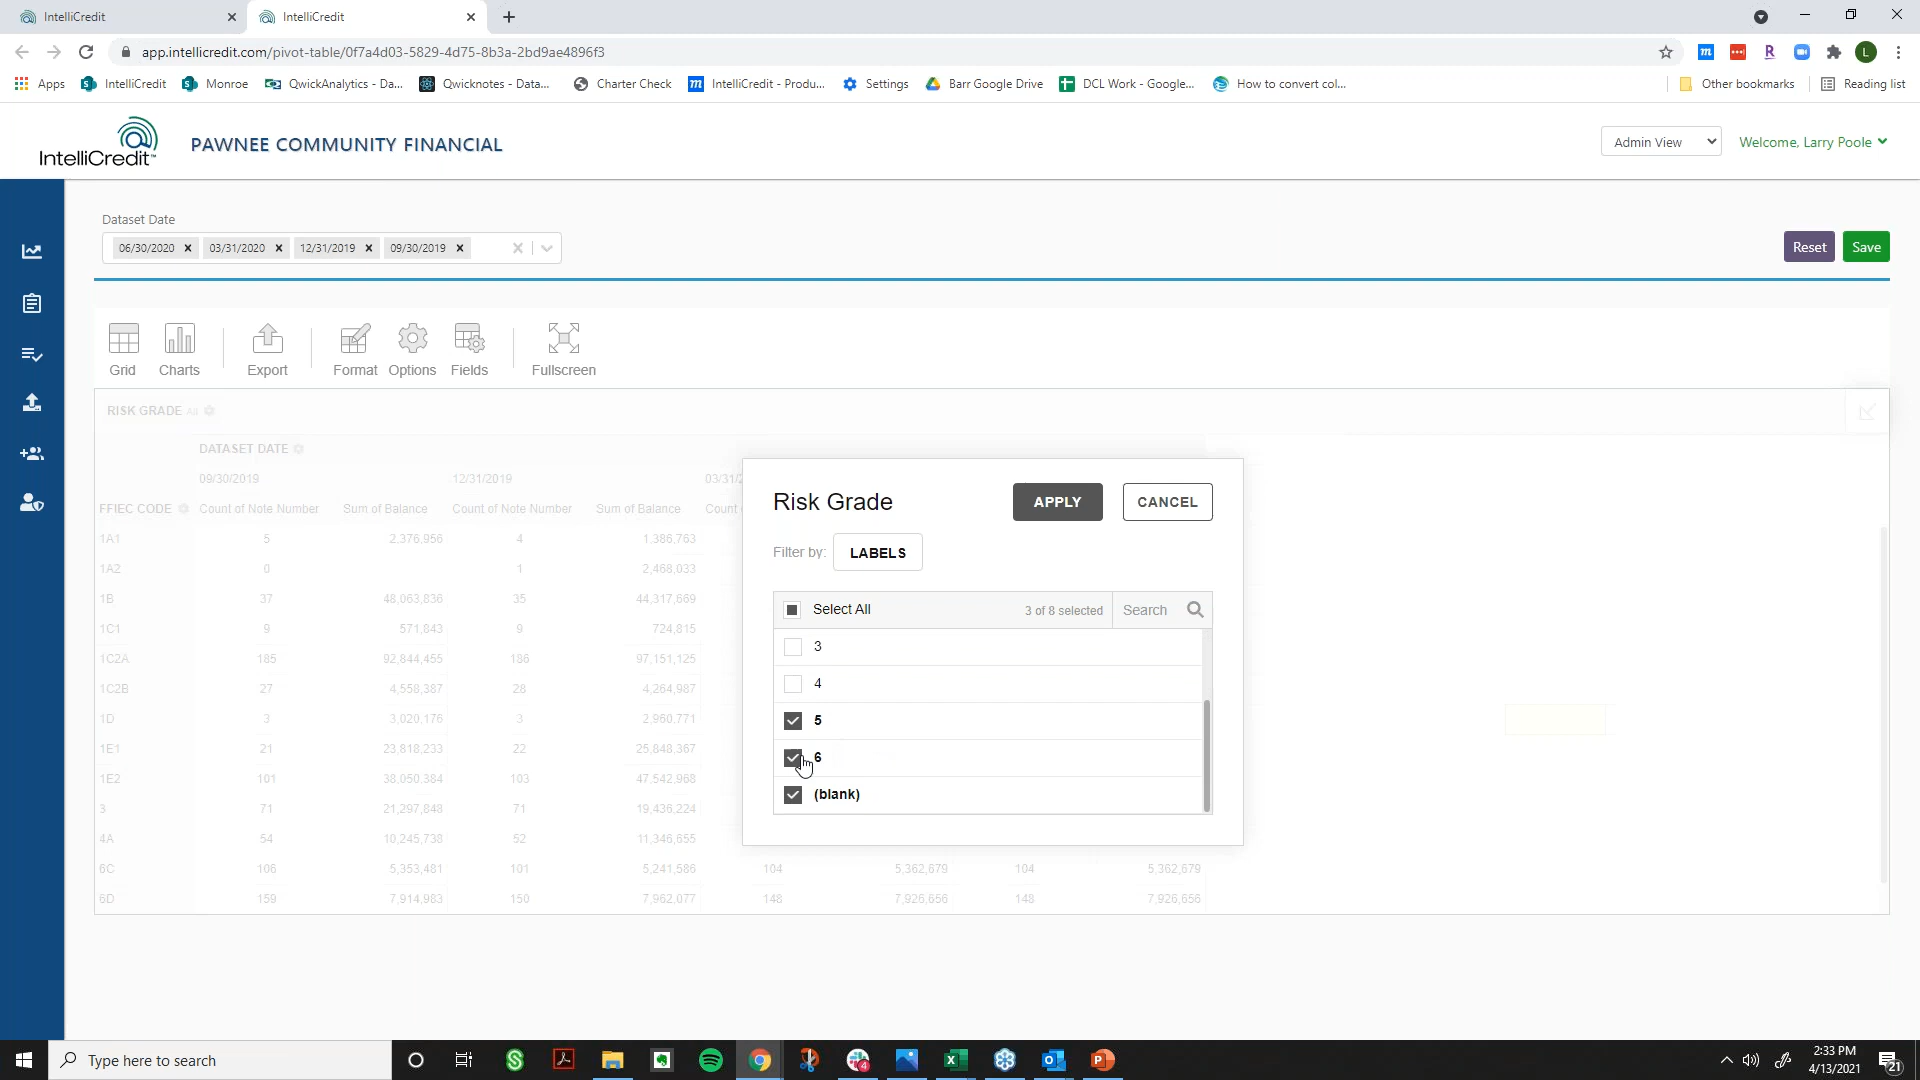 IntelliCredit
IntelliCredit
app.intellicredit.com/pivot-table/0f7a4d03-5829-4d75-8b3a-2bd9ae4896f3
L
Apps IntelliCredit Monroe QwickAnalytics - Da... Qwicknotes - Data... Charter Check IntelliCredit - Produ... Settings Barr Google Drive DCL Work - Google... How to convert col... Other bookmarks Reading list
IntelliCredit™ PAWNEE COMMUNITY FINANCIAL Admin View Welcome, Larry Poole
Dataset Date
06/30/2020 03/31/2020 12/31/2019 09/30/2019 Reset Save
Grid Charts Export Format Options Fields Fullscreen
RISK GRADE All
DATASET DATE
09/30/2019 12/31/2019 03/31/2
FFIEC CODE Count of Note Number Sum of Balance Count of Note Number Sum of Balance Count
1A1 5 2,376,956 4 1,386,763
1A2 0 1 2,468,033
1B 37 48,063,836 35 44,317,669
1C1 9 571,843 9 724,815
1C2A 185 92,844,455 186 97,151,125
1C2B 27 4,558,387 28 4,264,987
1D 3 3,020,176 3 2,960,771
1E1 21 23,818,233 22 25,848,367
1E2 101 38,050,384 103 47,542,968
3 71 21,297,848 71 19,436,224
4A 54 10,245,738 52 11,346,655
6C 106 5,353,481 101 5,241,586 104 5,362,679 104 5,362,679
6D 159 7,914,983 150 7,962,077 148 7,926,656 148 7,926,656
Risk Grade APPLY CANCEL
Filter by: LABELS
Select All 3 of 8 selected Search
3
4
5
6
(blank)
Type here to search
4
2:33 PM
4/13/2021
21